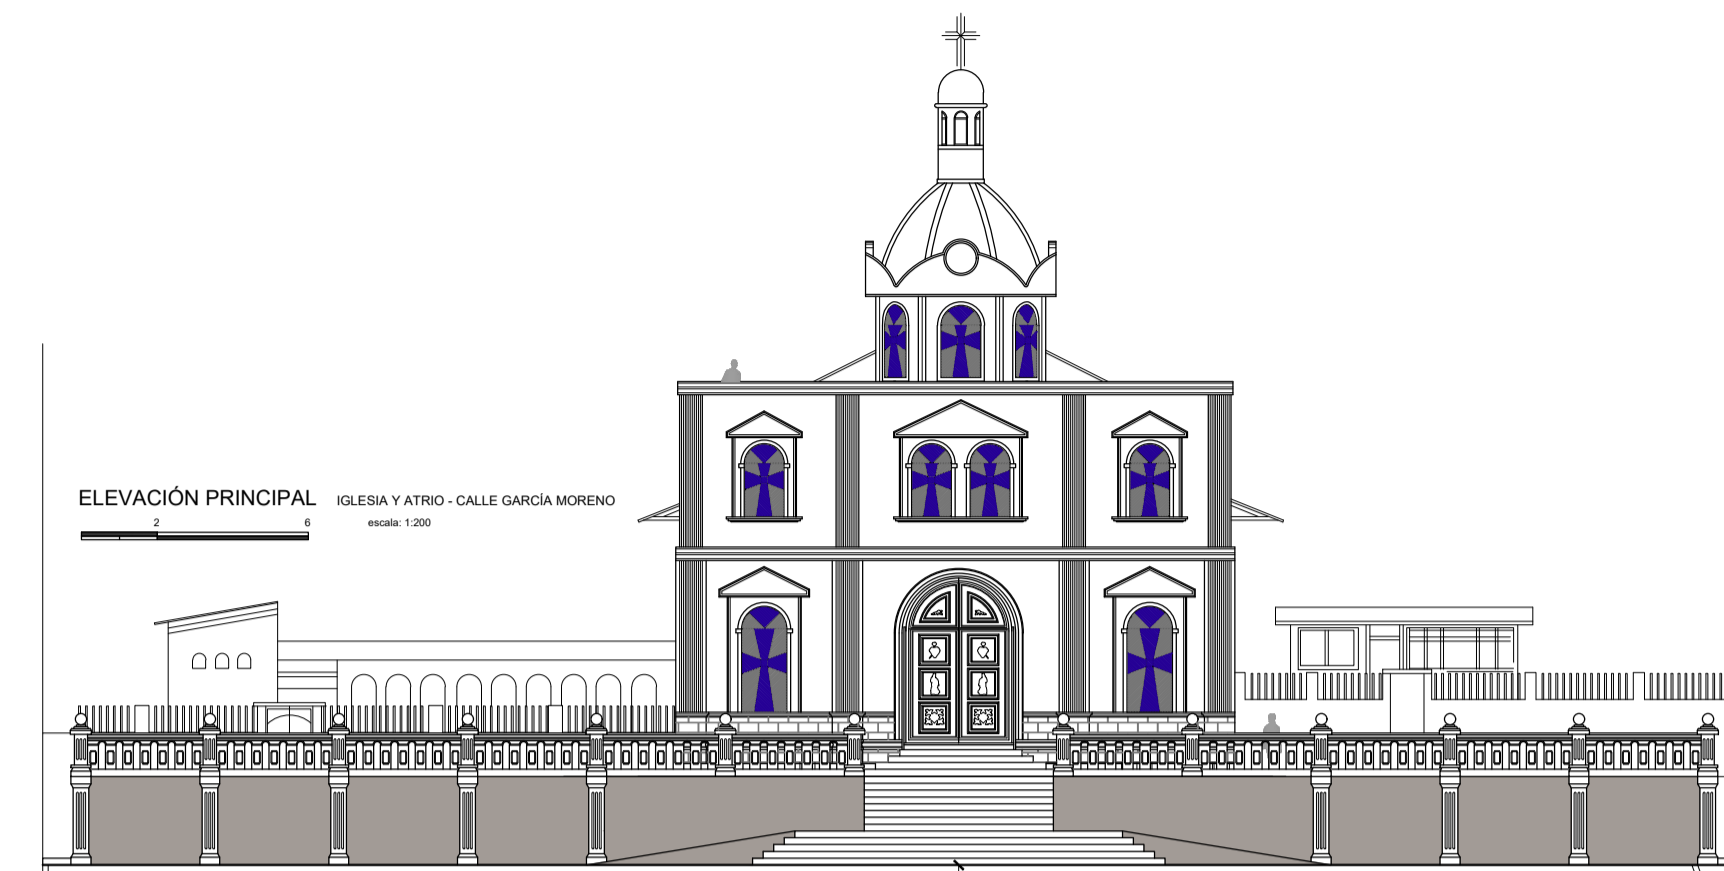 ELEVACIÓN PRINCIPAL IGLESIA Y ATRIO - CALLE GARCÍA MORENO
2 6 escala: 1:200